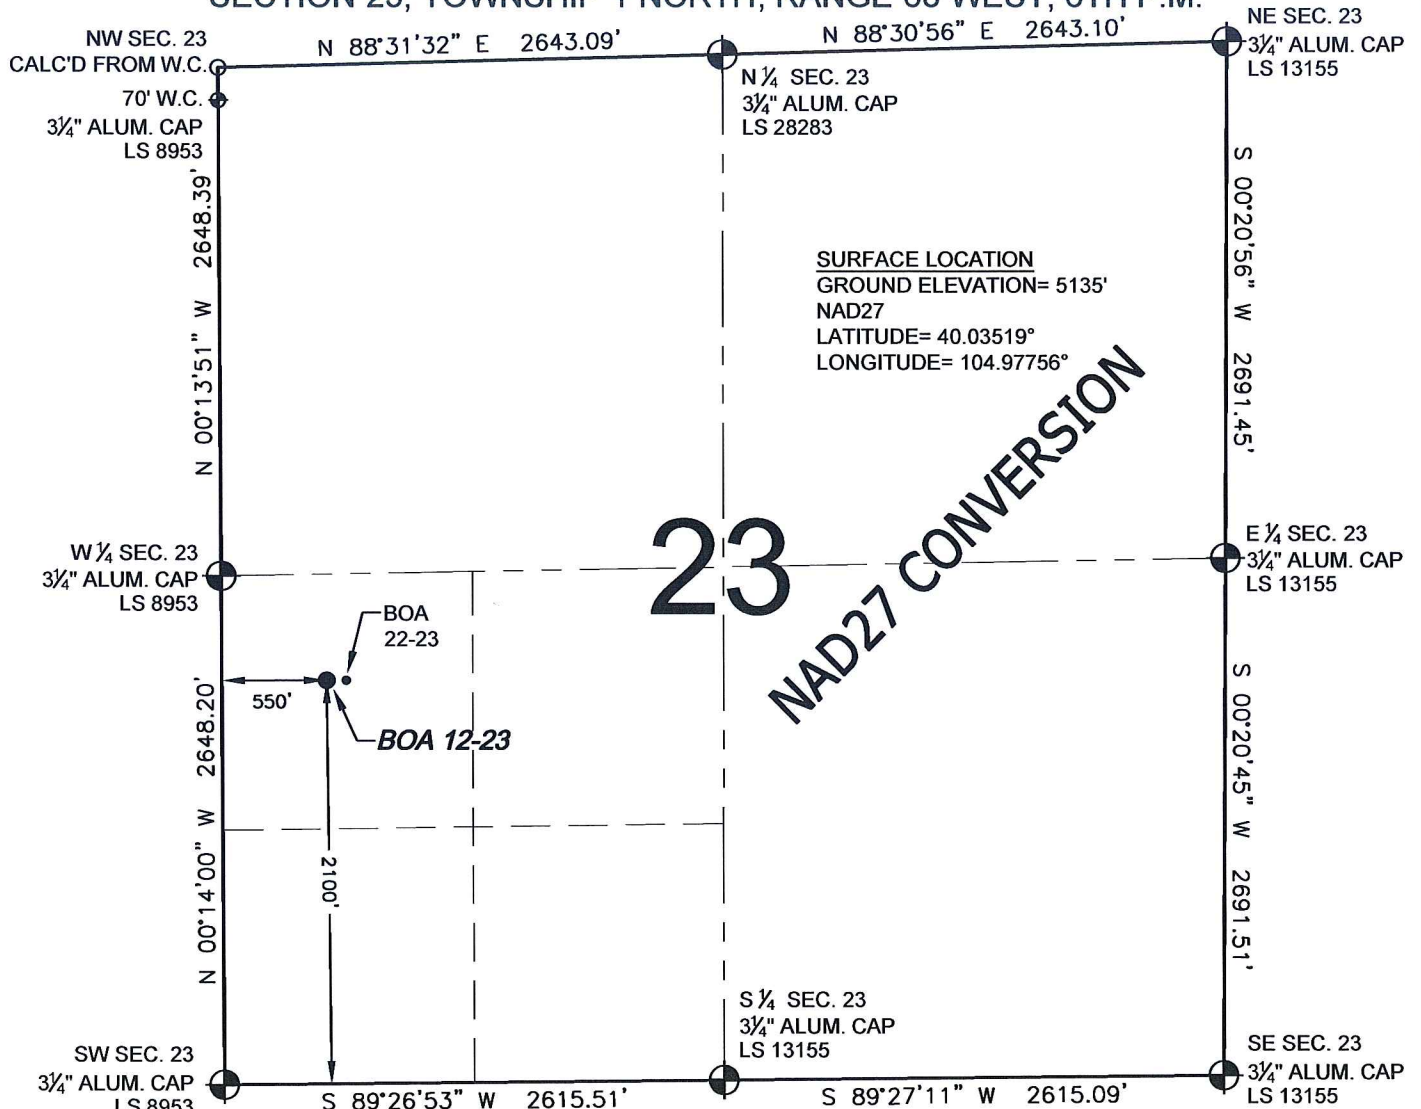 NW SEC. 23
CALC'D FROM W.C.
70' W.C.
3¼" ALUM. CAP
LS 8953
N 88°31'32" E 2643.09'
N 88°30'56" E 2643.10'
NE SEC. 23
3¼" ALUM. CAP
LS 13155
N ¼ SEC. 23
3¼" ALUM. CAP
LS 28283
N 00°13'51" W 2648.39'
S 00°20'56" W 2691.45'
SURFACE LOCATION
GROUND ELEVATION= 5135'
NAD27
LATITUDE= 40.03519°
LONGITUDE= 104.97756°
NAD27 CONVERSION
23
W ¼ SEC. 23
3¼" ALUM. CAP
LS 8953
E ¼ SEC. 23
3¼" ALUM. CAP
LS 13155
BOA
22-23
550'
BOA 12-23
2100'
N 00°14'00" W 2648.20'
S 00°20'45" W 2691.51'
SW SEC. 23
3¼" ALUM. CAP
LS 8953
S ¼ SEC. 23
3¼" ALUM. CAP
LS 13155
SE SEC. 23
3¼" ALUM. CAP
LS 13155
S 89°26'53" W 2615.51'
S 89°27'11" W 2615.09'